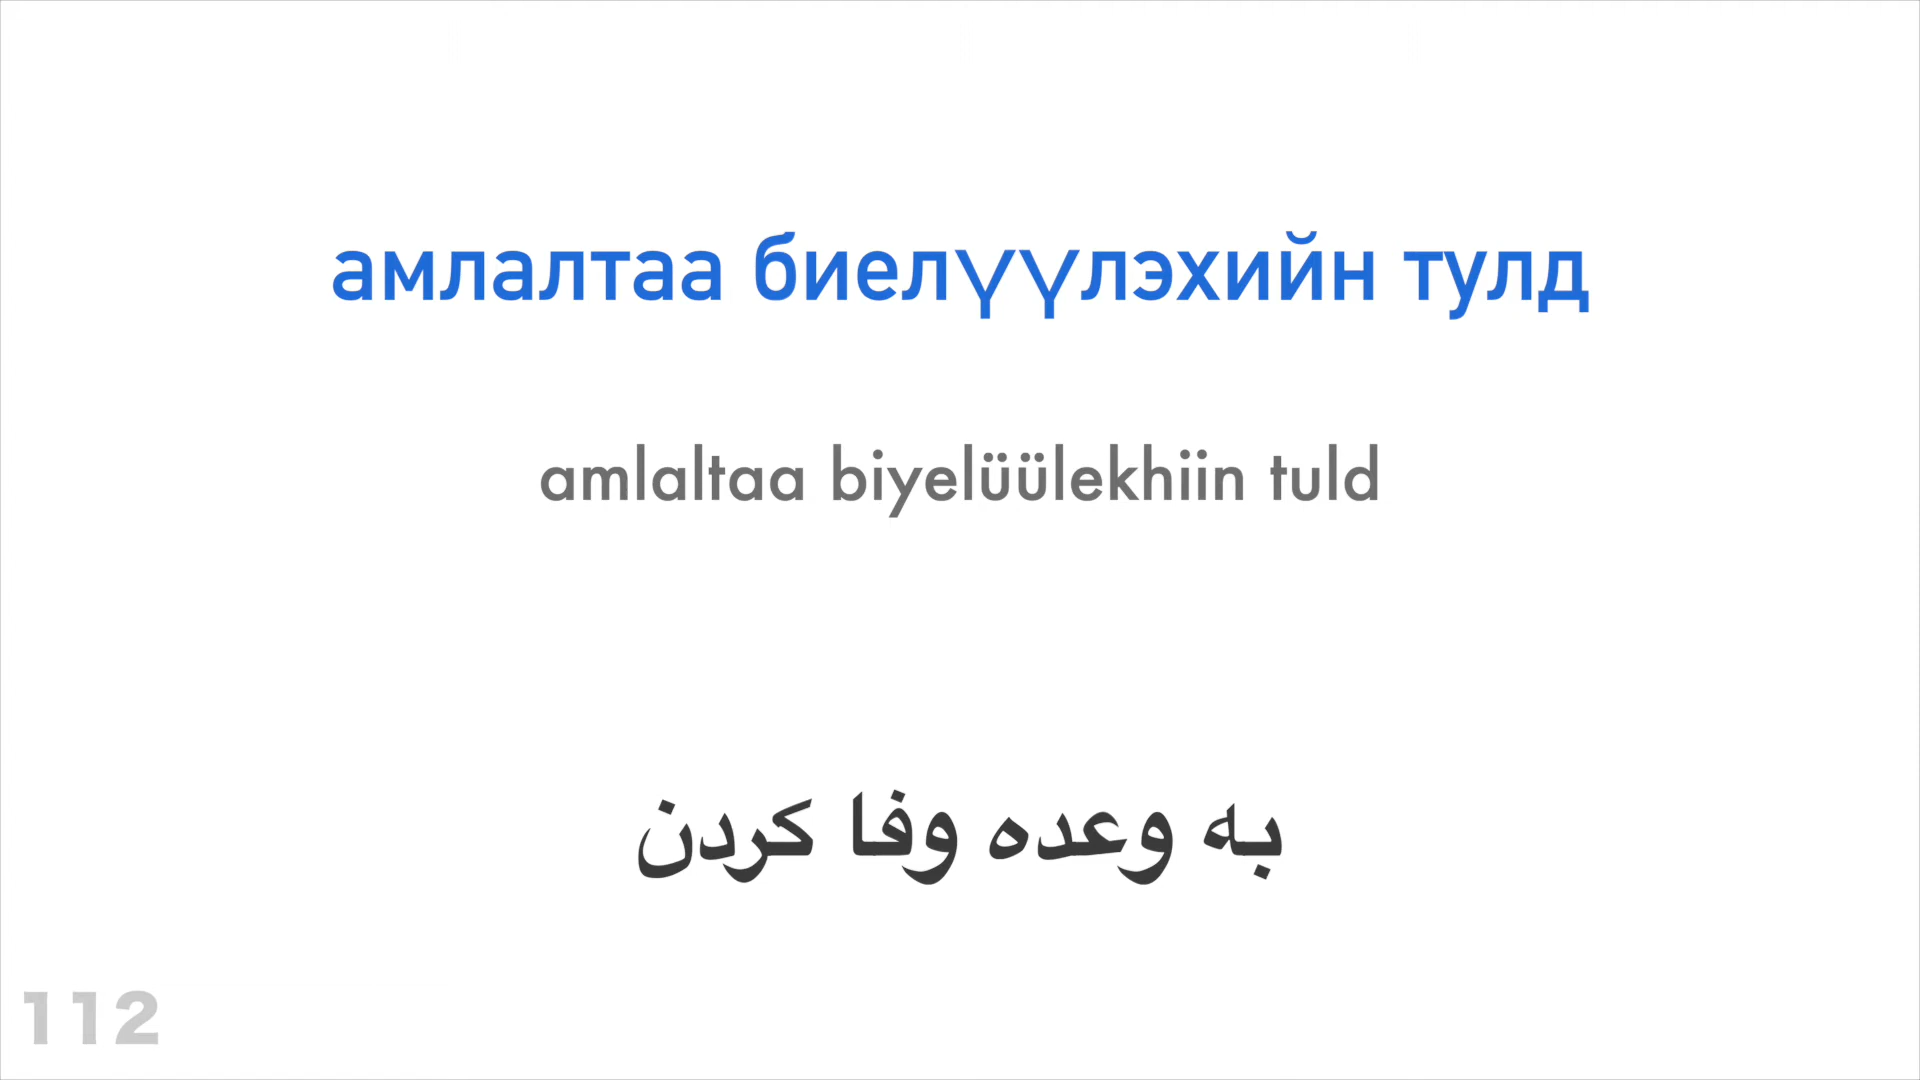 амлалтаа биелүүлэхийн тулд
amlaltaa biyelüülekhiin tuld
به وعده وفا کردن
112